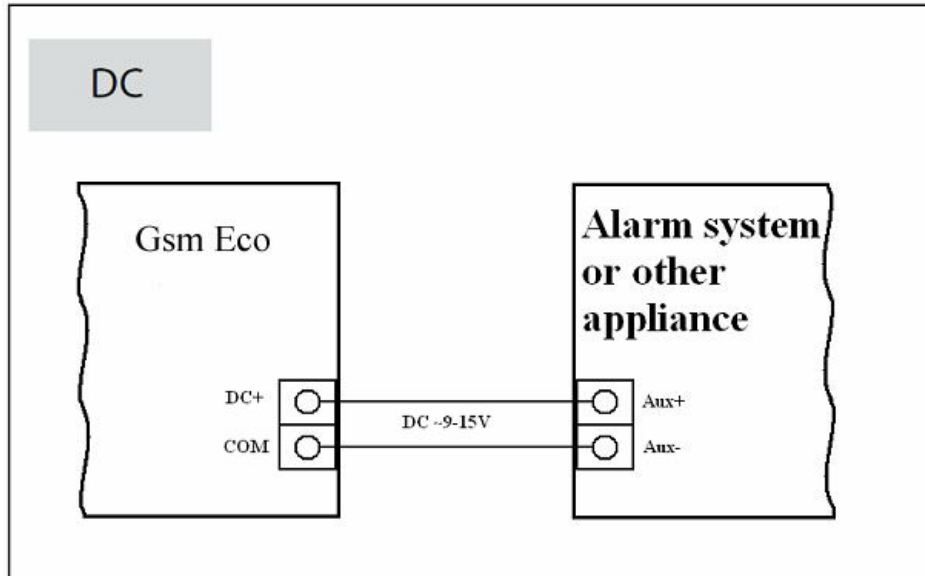 DC
Gsm Eco
Alarm system
or other
appliance
DC+
DC ~9-15V
COM
Aux+
Aux-